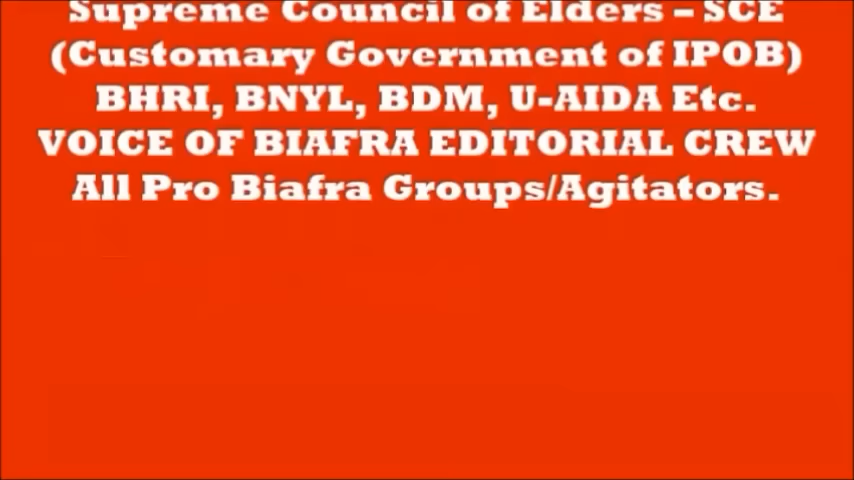 Supreme Council of Elders – SCE
(Customary Government of IPOB)
BHRI, BNYL, BDM, U-AIDA Etc.
VOICE OF BIAFRA EDITORIAL CREW
All Pro Biafra Groups/Agitators.